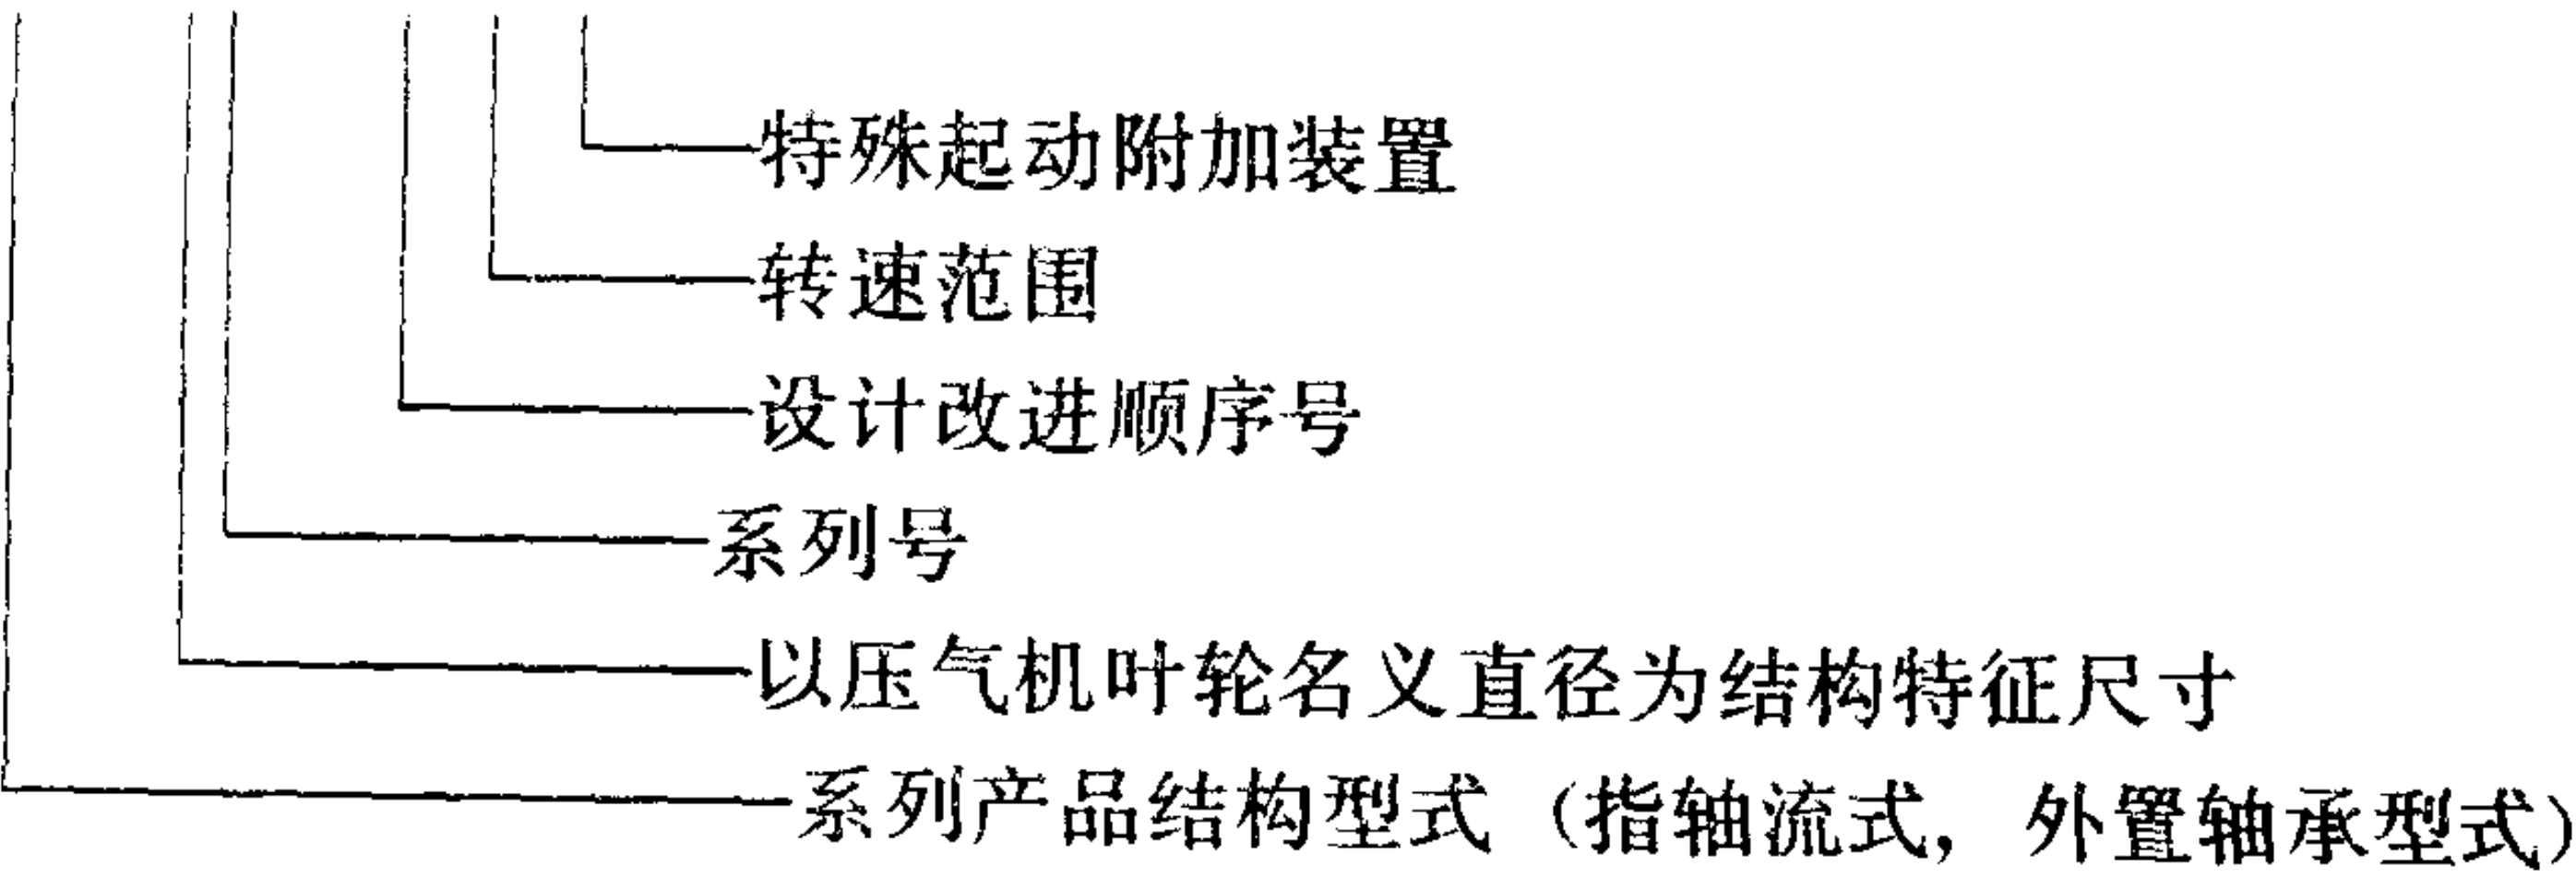 特殊起动附加装置
转速范围
设计改进顺序号
系列号
以压气机叶轮名义直径为结构特征尺寸
系列产品结构型式（指轴流式，外置轴承型式）